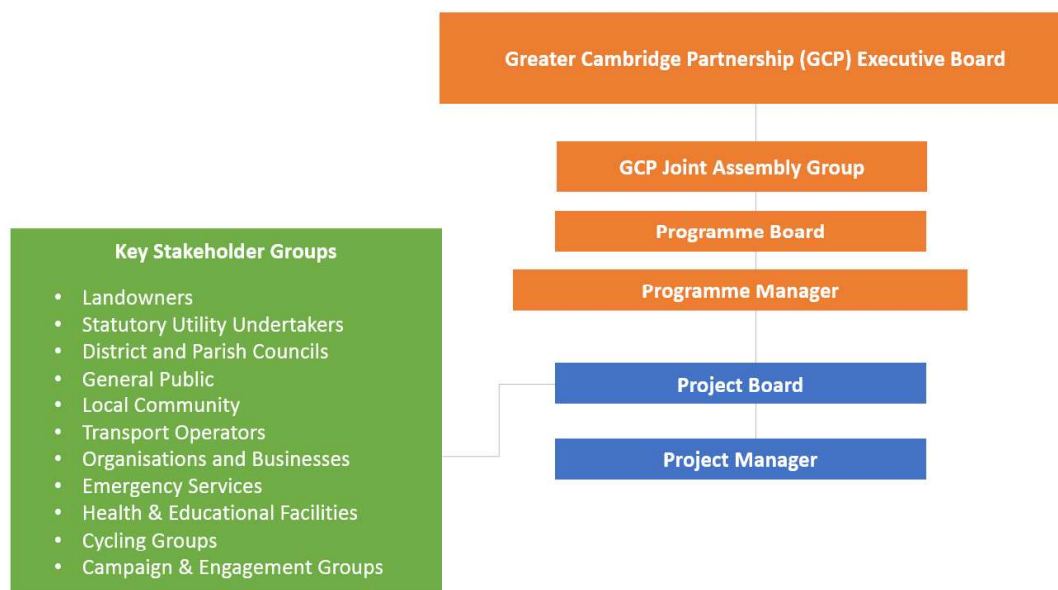 Greater Cambridge Partnership (GCP) Executive Board
GCP Joint Assembly Group
Programme Board
Programme Manager
Project Board
Project Manager
Key Stakeholder Groups
• Landowners
• Statutory Utility Undertakers
• District and Parish Councils
• General Public
• Local Community
• Transport Operators
• Organisations and Businesses
• Emergency Services
• Health & Educational Facilities
• Cycling Groups
• Campaign & Engagement Groups